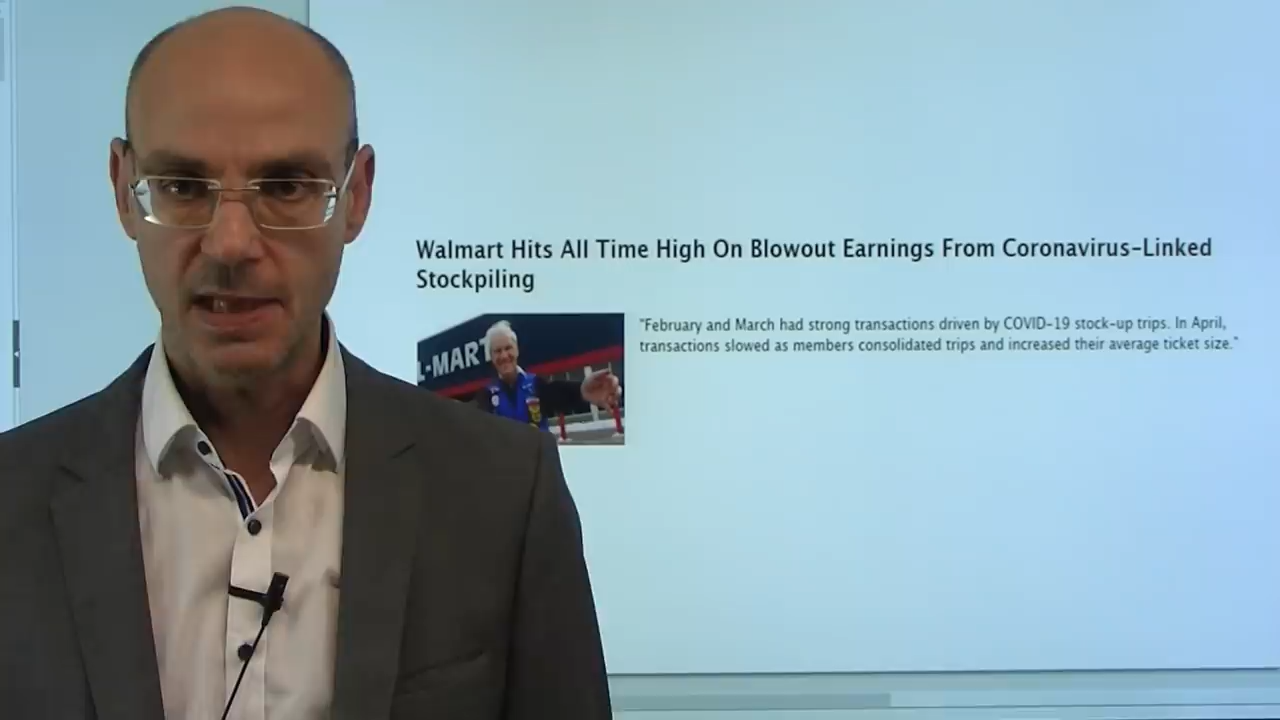 Walmart Hits All Time High On Blowout Earnings From Coronavirus-Linked
Stockpiling
L-MART
"February and March had strong transactions driven by COVID-19 stock-up trips. In April,
transactions slowed as members consolidated trips and increased their average ticket size."